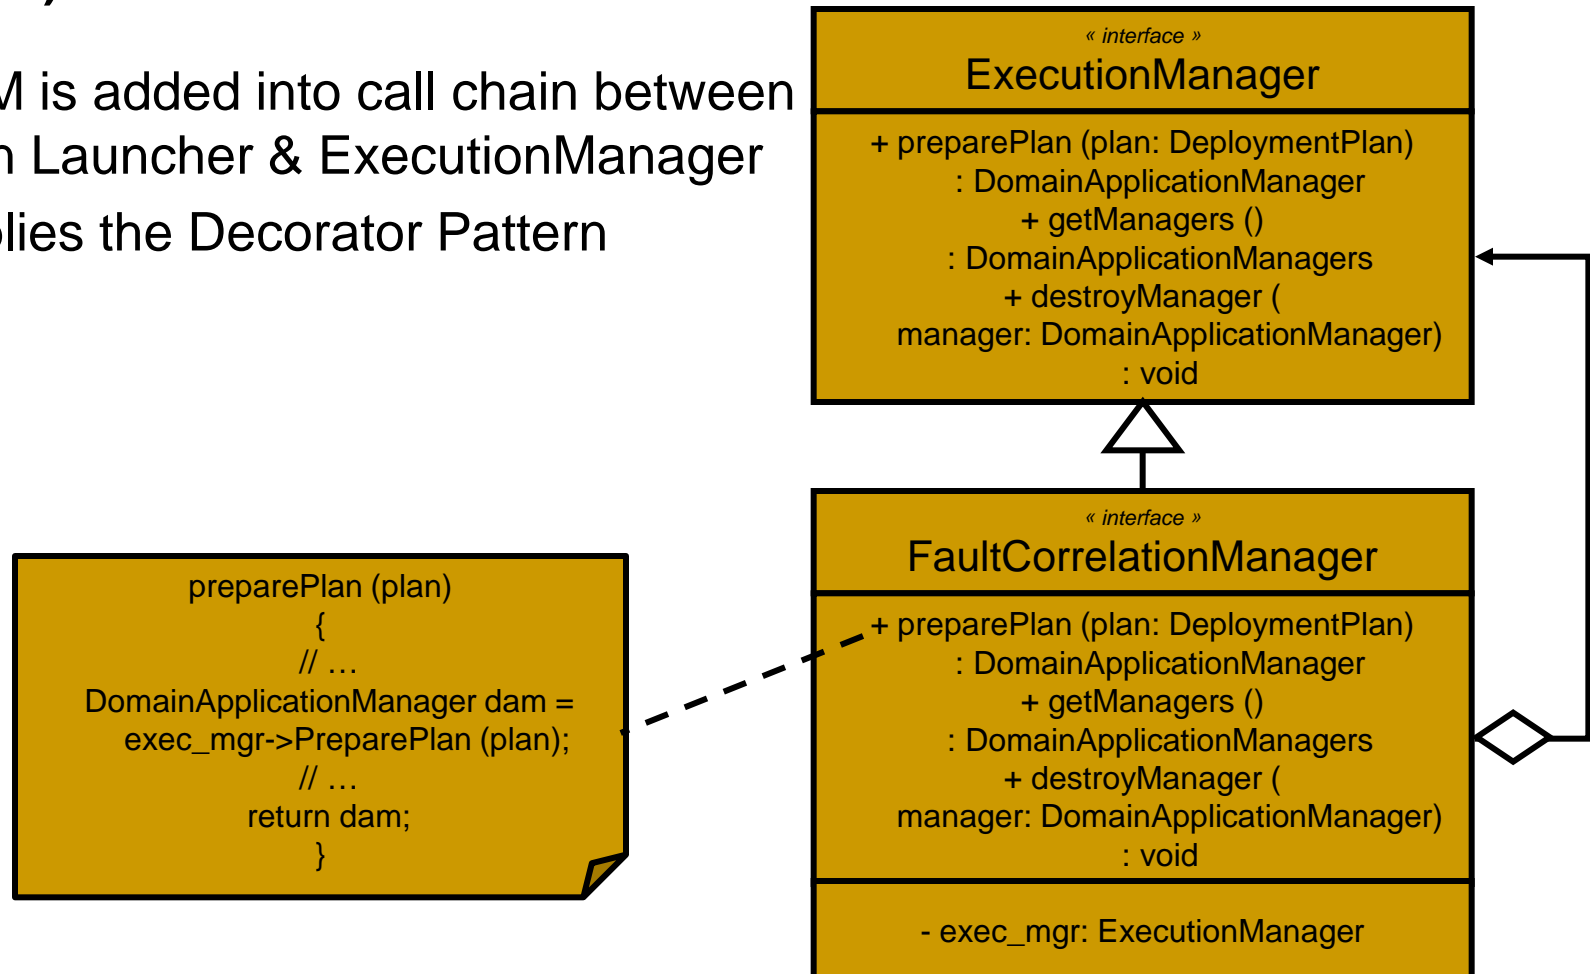 M is added into call chain between
n Launcher & ExecutionManager
plies the Decorator Pattern
« interface »
ExecutionManager
+ preparePlan (plan: DeploymentPlan)
: DomainApplicationManager
+ getManagers ()
: DomainApplicationManagers
+ destroyManager (
manager: DomainApplicationManager)
: void
« interface »
FaultCorrelationManager
+ preparePlan (plan: DeploymentPlan)
: DomainApplicationManager
+ getManagers ()
: DomainApplicationManagers
+ destroyManager (
manager: DomainApplicationManager)
: void
- exec_mgr: ExecutionManager
preparePlan (plan)
{
// …
DomainApplicationManager dam =
exec_mgr->PreparePlan (plan);
// …
return dam;
}